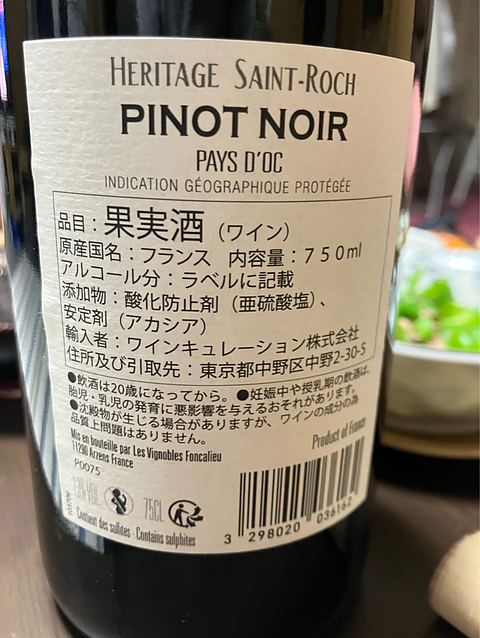 HERITAGE SAINT-ROCH
PINOT NOIR
PAYS D'OC
INDICATION GÉOGRAPHIQUE PROTÉGÉE
品目：果実酒（ワイン）
原産国名：フランス 内容量：７５０ml
アルコール分：ラベルに記載
添加物：酸化防止剤（亜硫酸塩）、
安定剤（アカシア）
輸入者：ワインキュレーション株式会社
住所及び引取先：東京都中野区中野2-30-5
●飲酒は20歳になってから。●妊娠中や授乳期の飲酒は、
胎児・乳児の発育に悪影響を与えるおそれがあります。
●沈殿物が生じる場合がありますが、ワインの成分の為
品質上問題はありません。
Mis en bouteille par Les Vignobles Foncalieu
11290 Arzens France
Product of France
P0075
13%VOL.
75CL
Contient des sulfites - Contains sulphites
3 298020 036162